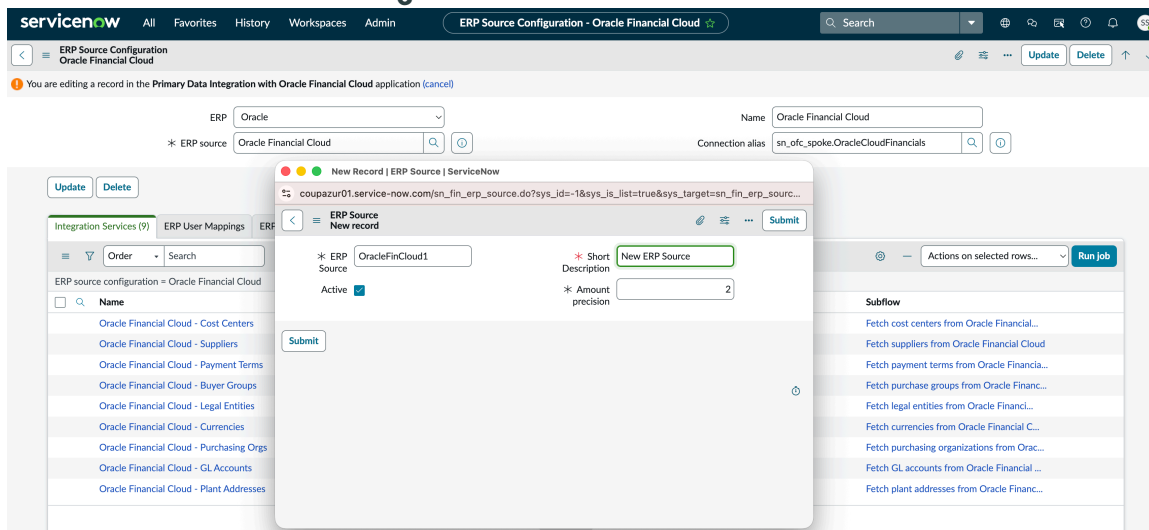 servicenow All Favorites History Workspaces Admin ERP Source Configuration - Oracle Financial Cloud ☆ Search
ERP Source Configuration
Oracle Financial Cloud
Update Delete
You are editing a record in the Primary Data Integration with Oracle Financial Cloud application (cancel)
ERP Oracle Name Oracle Financial Cloud
* ERP source Oracle Financial Cloud Connection alias sn_ofc_spoke.OracleCloudFinancials
Update Delete
Integration Services (9) ERP User Mappings ERP
Order Search Actions on selected rows... Run job
ERP source configuration = Oracle Financial Cloud
Name Subflow
Oracle Financial Cloud - Cost Centers Fetch cost centers from Oracle Financial...
Oracle Financial Cloud - Suppliers Fetch suppliers from Oracle Financial Cloud
Oracle Financial Cloud - Payment Terms Fetch payment terms from Oracle Financia...
Oracle Financial Cloud - Buyer Groups Fetch purchase groups from Oracle Financ...
Oracle Financial Cloud - Legal Entities Fetch legal entities from Oracle Financi...
Oracle Financial Cloud - Currencies Fetch currencies from Oracle Financial C...
Oracle Financial Cloud - Purchasing Orgs Fetch purchasing organizations from Orac...
Oracle Financial Cloud - GL Accounts Fetch GL accounts from Oracle Financial ...
Oracle Financial Cloud - Plant Addresses Fetch plant addresses from Oracle Financ...
New Record | ERP Source | ServiceNow
coupazur01.service-now.com/sn_fin_erp_source.do?sys_id=-1&sys_is_list=true&sys_target=sn_fin_erp_sourc...
ERP Source
New record
Submit
* ERP Source OracleFinCloud1 * Short Description New ERP Source
Active * Amount precision 2
Submit